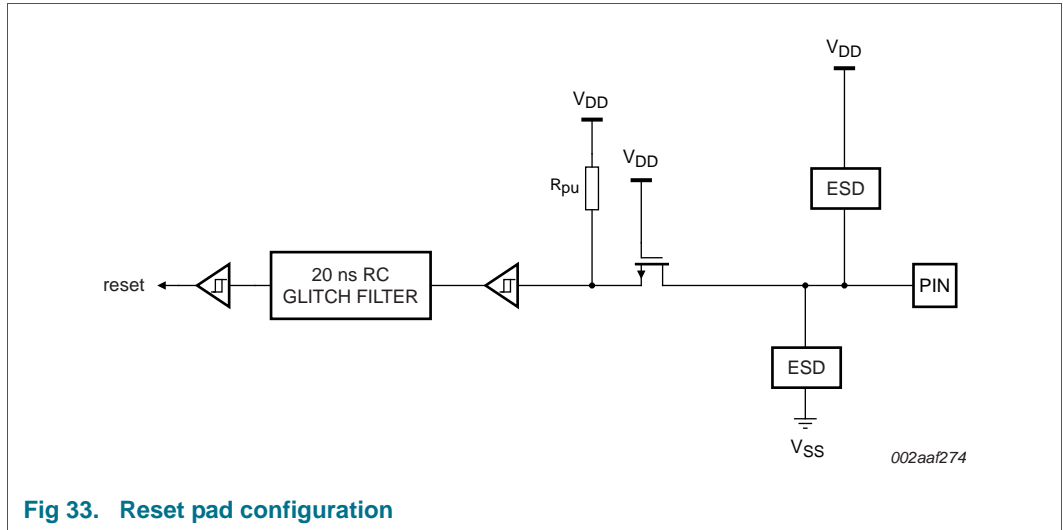 VDD
VDD
VDD
Rpu
ESD
reset
20 ns RC
GLITCH FILTER
PIN
ESD
VSS
002aaf274
Fig 33. Reset pad configuration